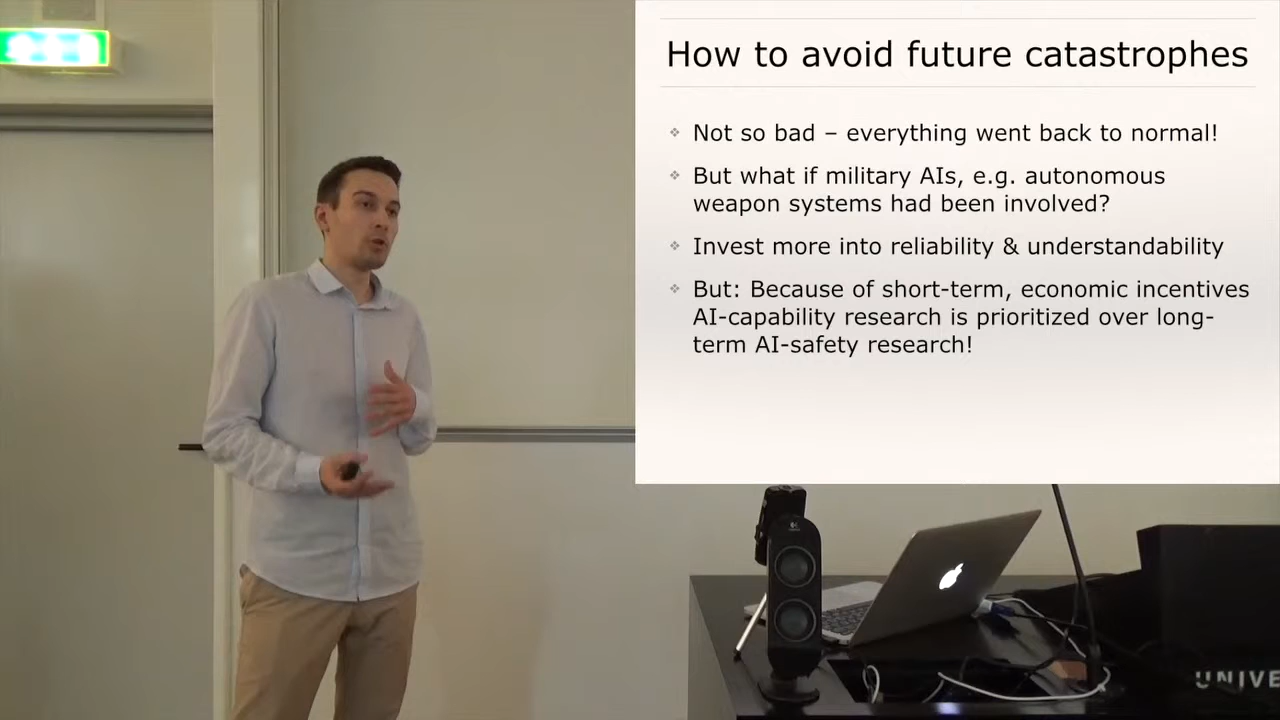 How to avoid future catastrophes
Not so bad – everything went back to normal!
But what if military AIs, e.g. autonomous
weapon systems had been involved?
Invest more into reliability & understandability
But: Because of short-term, economic incentives
AI-capability research is prioritized over long-
term AI-safety research!
UNIVE